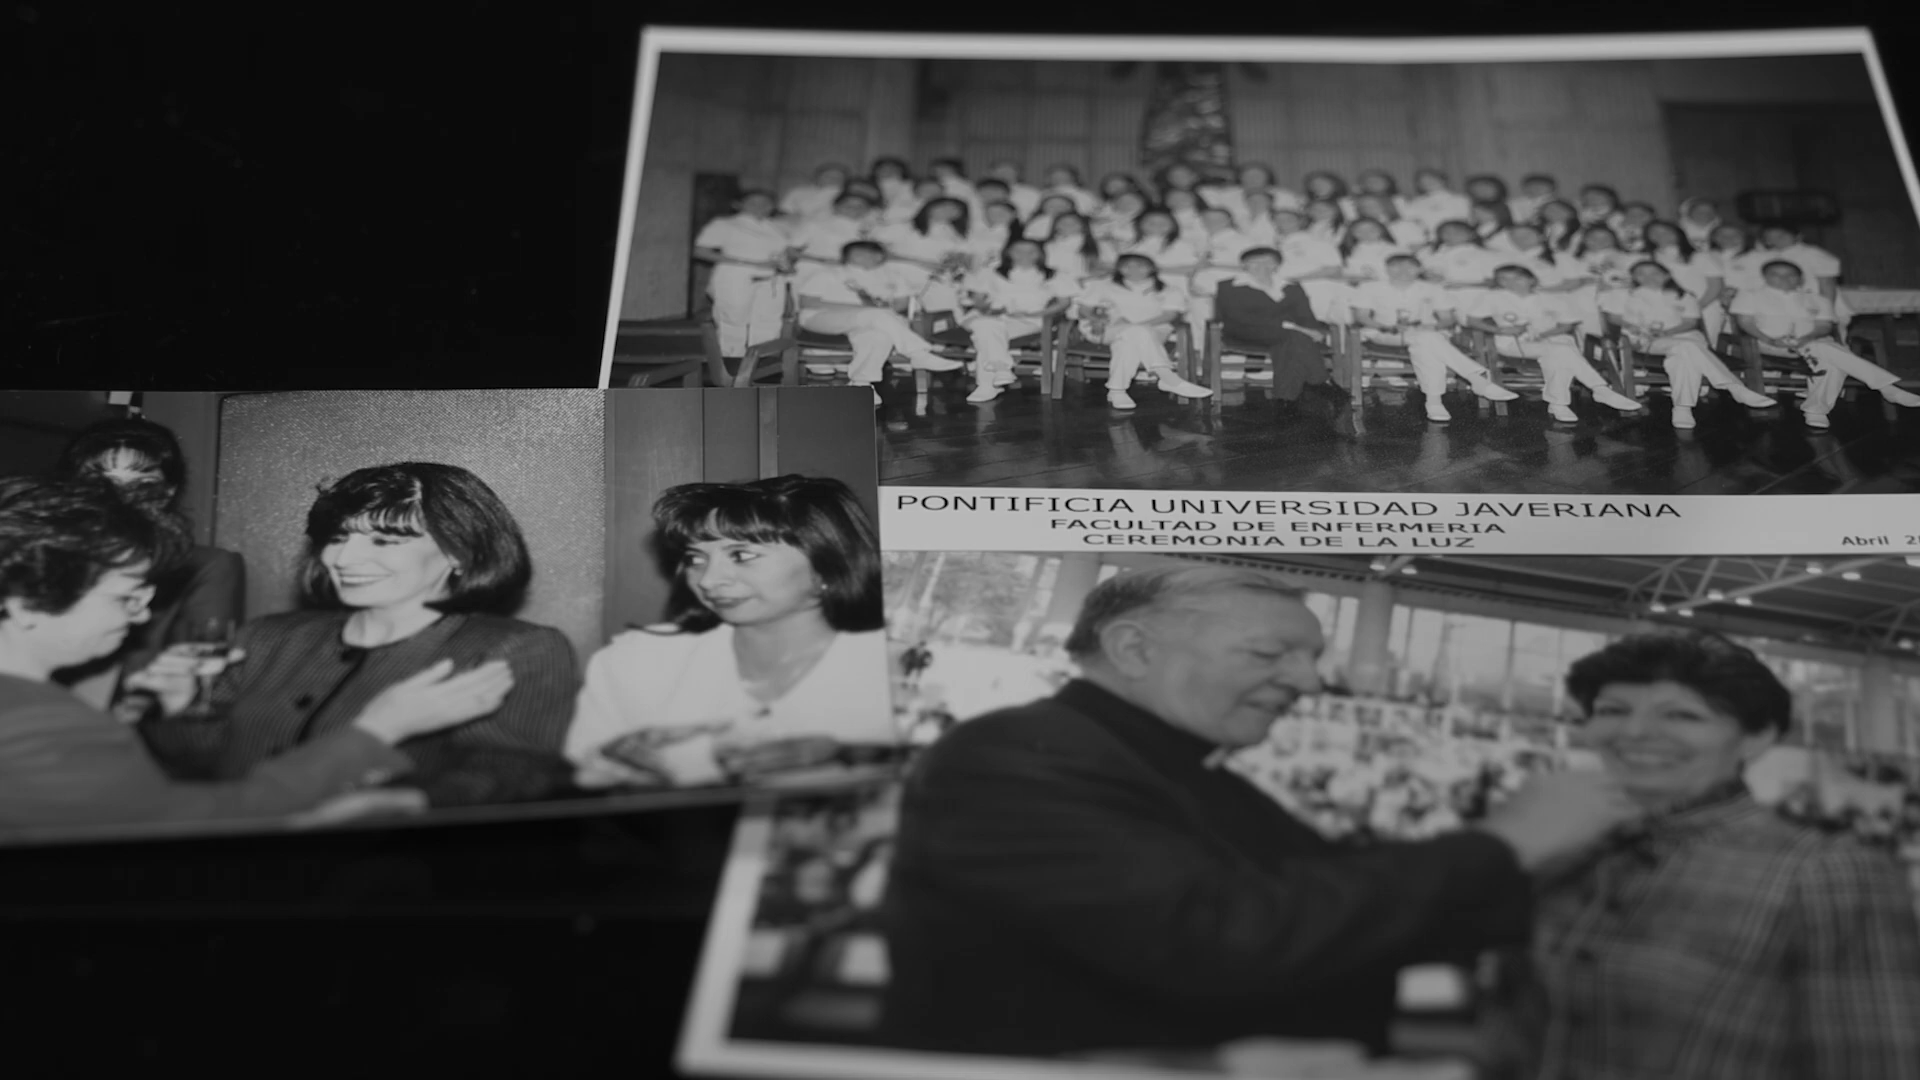 PONTIFICIA UNIVERSIDAD JAVERIANA
FACULTAD DE ENFERMERIA
CEREMONIA DE LA LUZ
Abril